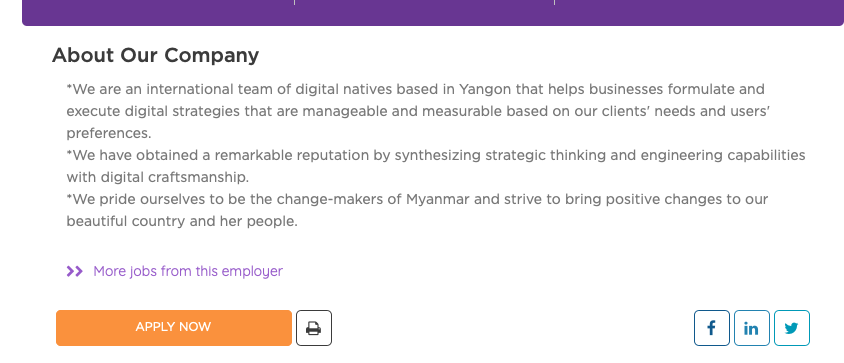 About Our Company
*We are an international team of digital natives based in Yangon that helps businesses formulate and
execute digital strategies that are manageable and measurable based on our clients' needs and users'
preferences.
*We have obtained a remarkable reputation by synthesizing strategic thinking and engineering capabilities
with digital craftsmanship.
*We pride ourselves to be the change-makers of Myanmar and strive to bring positive changes to our
beautiful country and her people.
More jobs from this employer
APPLY NOW